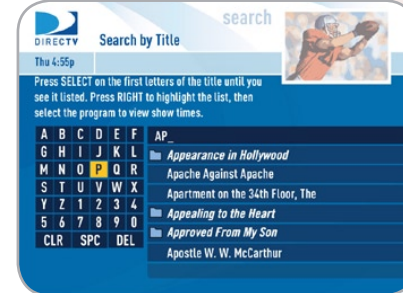 search
DIRECTV
Search by Title
Thu 4:55p
Press SELECT on the first letters of the title until you
see it listed. Press RIGHT to highlight the list, then
select the program to view show times.
A B C D E F
G H I J K L
M N O P Q R
S T U V W X
Y Z 1 2 3 4
5 6 7 8 9 0
CLR SPC DEL
AP_
Appearance in Hollywood
Apache Against Apache
Apartment on the 34th Floor, The
Appealing to the Heart
Approved From My Son
Apostle W. W. McArthur